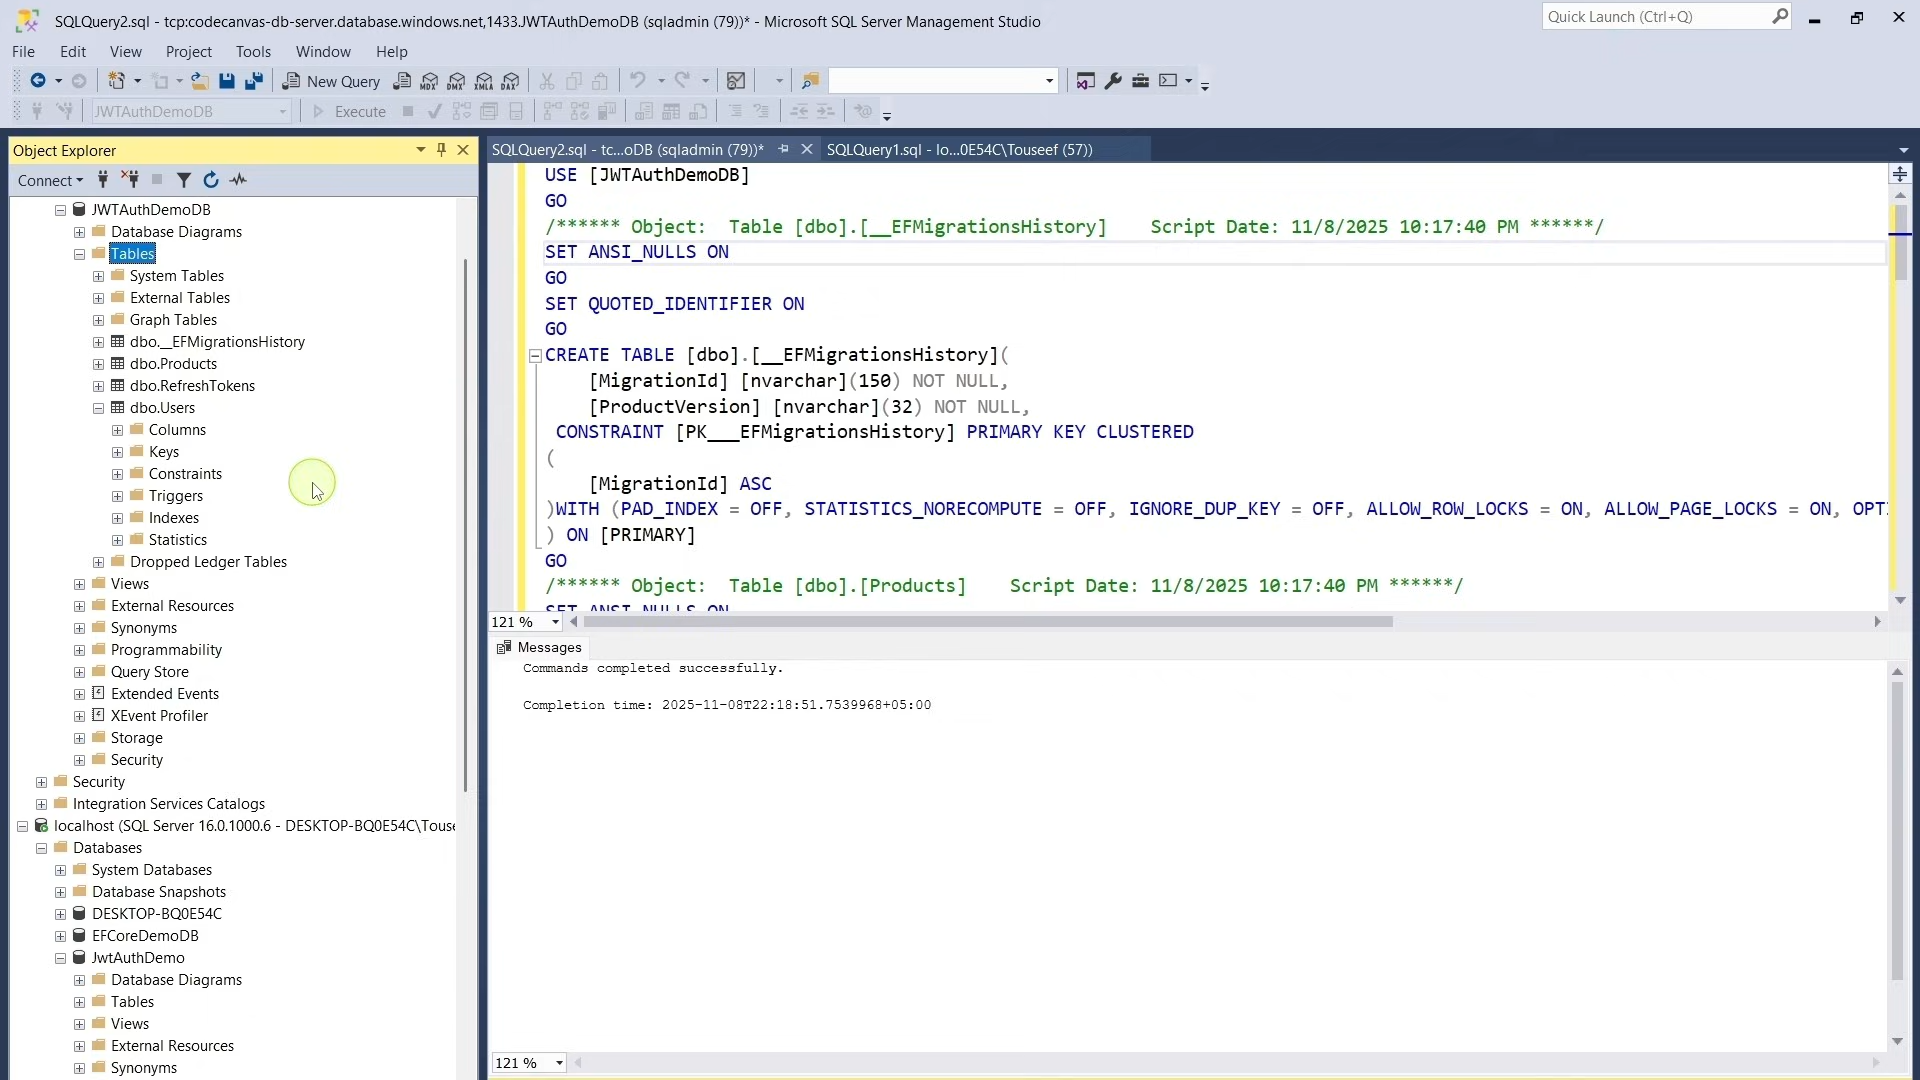 SQLQuery2.sql - tcp:codecanvas-db-server.database.windows.net,1433.JWTAuthDemoDB (sqladmin (79))* - Microsoft SQL Server Management Studio
Quick Launch (Ctrl+Q)
File Edit View Project Tools Window Help
New Query
MDX DMX XMLA DAX
JWTAuthDemoDB
Execute
Object Explorer
Connect
JWTAuthDemoDB
Database Diagrams
Tables
System Tables
External Tables
Graph Tables
dbo.__EFMigrationsHistory
dbo.Products
dbo.RefreshTokens
dbo.Users
Columns
Keys
Constraints
Triggers
Indexes
Statistics
Dropped Ledger Tables
Views
External Resources
Synonyms
Programmability
Query Store
Extended Events
XEvent Profiler
Storage
Security
Security
Integration Services Catalogs
localhost (SQL Server 16.0.1000.6 - DESKTOP-BQ0E54C\Touse
Databases
System Databases
Database Snapshots
DESKTOP-BQ0E54C
EFCoreDemoDB
JwtAuthDemo
Database Diagrams
Tables
Views
External Resources
Synonyms
SQLQuery2.sql - tc...oDB (sqladmin (79))*
SQLQuery1.sql - lo...0E54C\Touseef (57))
USE [JWTAuthDemoDB]
GO
/****** Object:  Table [dbo].[__EFMigrationsHistory]    Script Date: 11/8/2025 10:17:40 PM ******/
SET ANSI_NULLS ON
GO
SET QUOTED_IDENTIFIER ON
GO
CREATE TABLE [dbo].[__EFMigrationsHistory](
[MigrationId] [nvarchar](150) NOT NULL,
[ProductVersion] [nvarchar](32) NOT NULL,
CONSTRAINT [PK___EFMigrationsHistory] PRIMARY KEY CLUSTERED
(
[MigrationId] ASC
)WITH (PAD_INDEX = OFF, STATISTICS_NORECOMPUTE = OFF, IGNORE_DUP_KEY = OFF, ALLOW_ROW_LOCKS = ON, ALLOW_PAGE_LOCKS = ON, OPTI
) ON [PRIMARY]
GO
/****** Object:  Table [dbo].[Products]    Script Date: 11/8/2025 10:17:40 PM ******/
SET ANSI_NULLS ON
121 %
Messages
Commands completed successfully.
Completion time: 2025-11-08T22:18:51.7539968+05:00
121 %